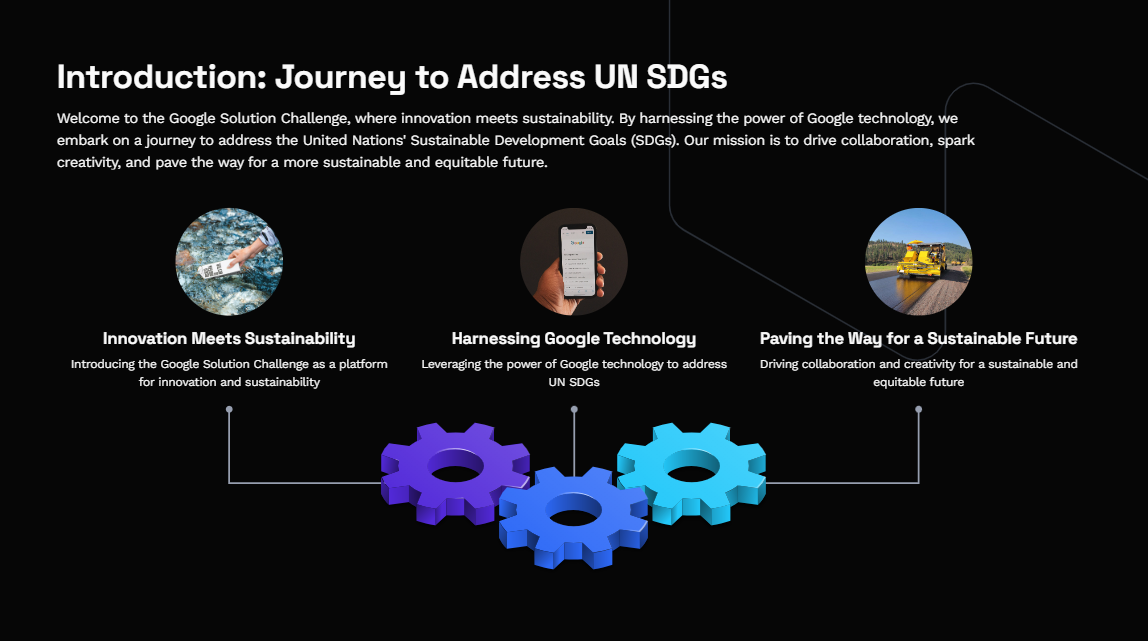 Introduction: Journey to Address UN SDGs
Welcome to the Google Solution Challenge, where innovation meets sustainability. By harnessing the power of Google technology, we
embark on a journey to address the United Nations' Sustainable Development Goals (SDGs). Our mission is to drive collaboration, spark
creativity, and pave the way for a more sustainable and equitable future.
Google
Innovation Meets Sustainability
Introducing the Google Solution Challenge as a platform
for innovation and sustainability
Harnessing Google Technology
Leveraging the power of Google technology to address
UN SDGs
Paving the Way for a Sustainable Future
Driving collaboration and creativity for a sustainable and
equitable future